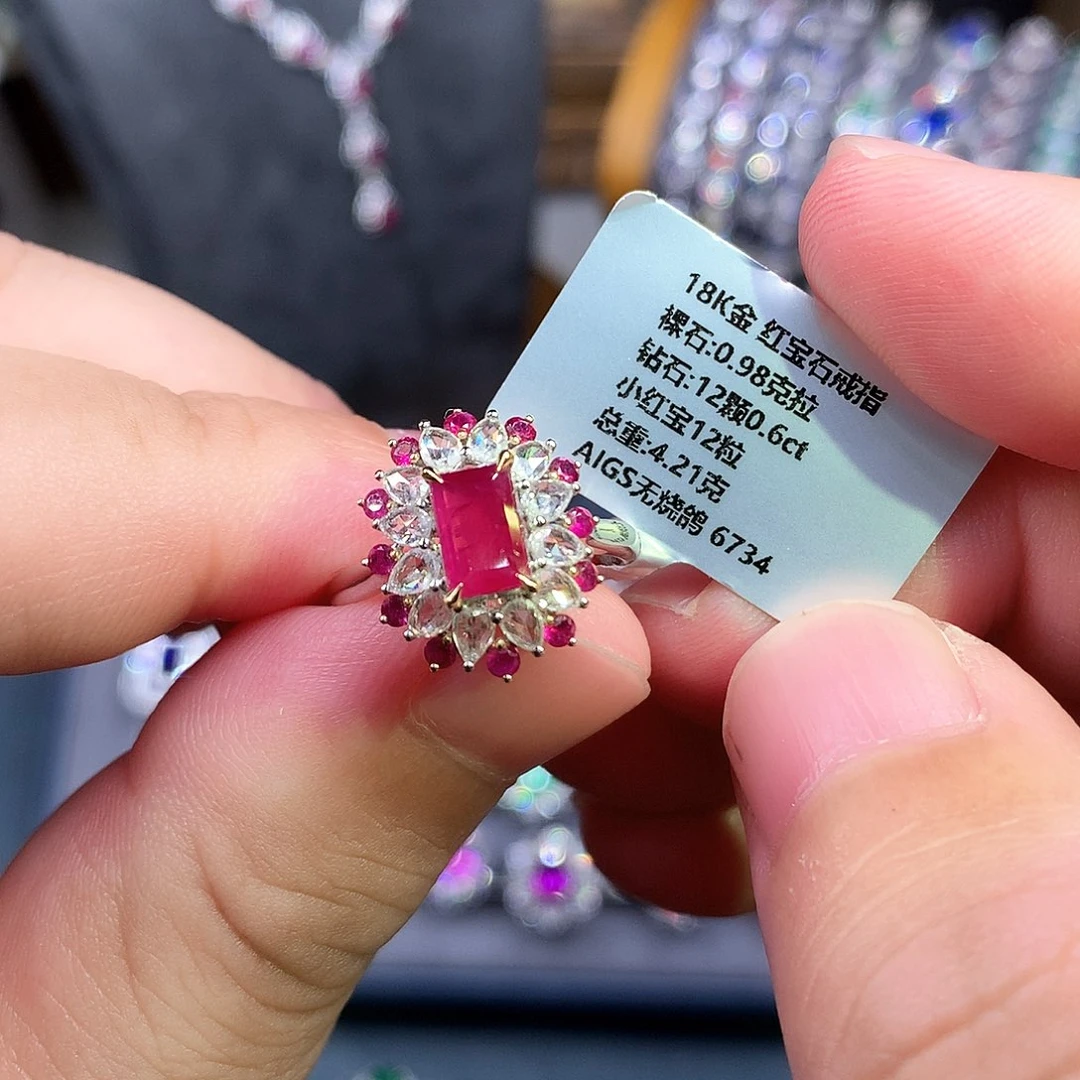 18K金 红宝石戒指
裸石:0.98克拉
钻石:12颗0.6ct
小红宝12粒
总重:4.21克
AIGS无烧鸽 6734